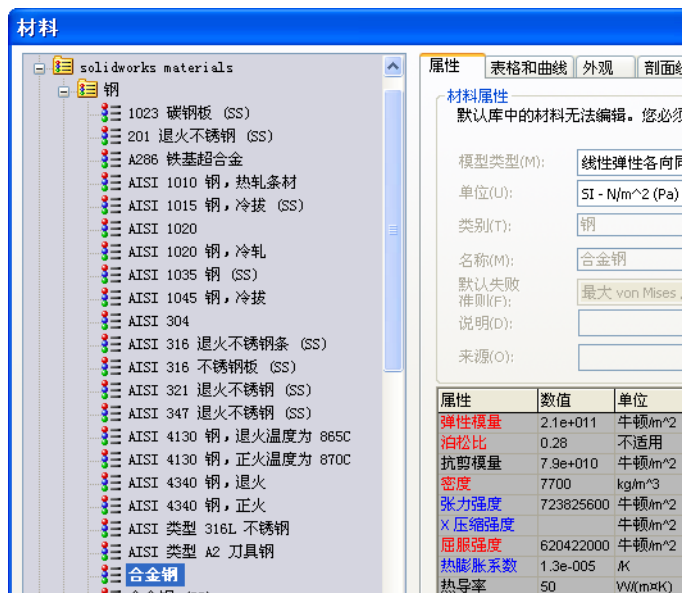 材料
solidworks materials
钢
1023 碳钢板 (SS)
201 退火不锈钢 (SS)
A286 铁基超合金
AISI 1010 钢，热轧条材
AISI 1015 钢，冷拔 (SS)
AISI 1020
AISI 1020 钢，冷轧
AISI 1035 钢 (SS)
AISI 1045 钢，冷拔
AISI 304
AISI 316 退火不锈钢条 (SS)
AISI 316 不锈钢板 (SS)
AISI 321 退火不锈钢 (SS)
AISI 347 退火不锈钢 (SS)
AISI 4130 钢，退火温度为 865C
AISI 4130 钢，正火温度为 870C
AISI 4340 钢，退火
AISI 4340 钢，正火
AISI 类型 316L 不锈钢
AISI 类型 A2 刀具钢
合金钢
属性 表格和曲线 外观 剖面
材料属性
默认库中的材料无法编辑。您必须
模型类型(M): 线性弹性各向同
单位(U): SI - N/m^2 (Pa)
类别(T): 钢
名称(M): 合金钢
默认失败
准则(F): 最大 von Mises
说明(D):
来源(O):
属性 数值 单位
弹性模量 2.1e+011 牛顿/m^2
泊松比 0.28 不适用
抗剪模量 7.9e+010 牛顿/m^2
密度 7700 kg/m^3
张力强度 723825600 牛顿/m^2
X 压缩强度 牛顿/m^2
屈服强度 620422000 牛顿/m^2
热膨胀系数 1.3e-005 /K
热导率 50 W/(m¤K)